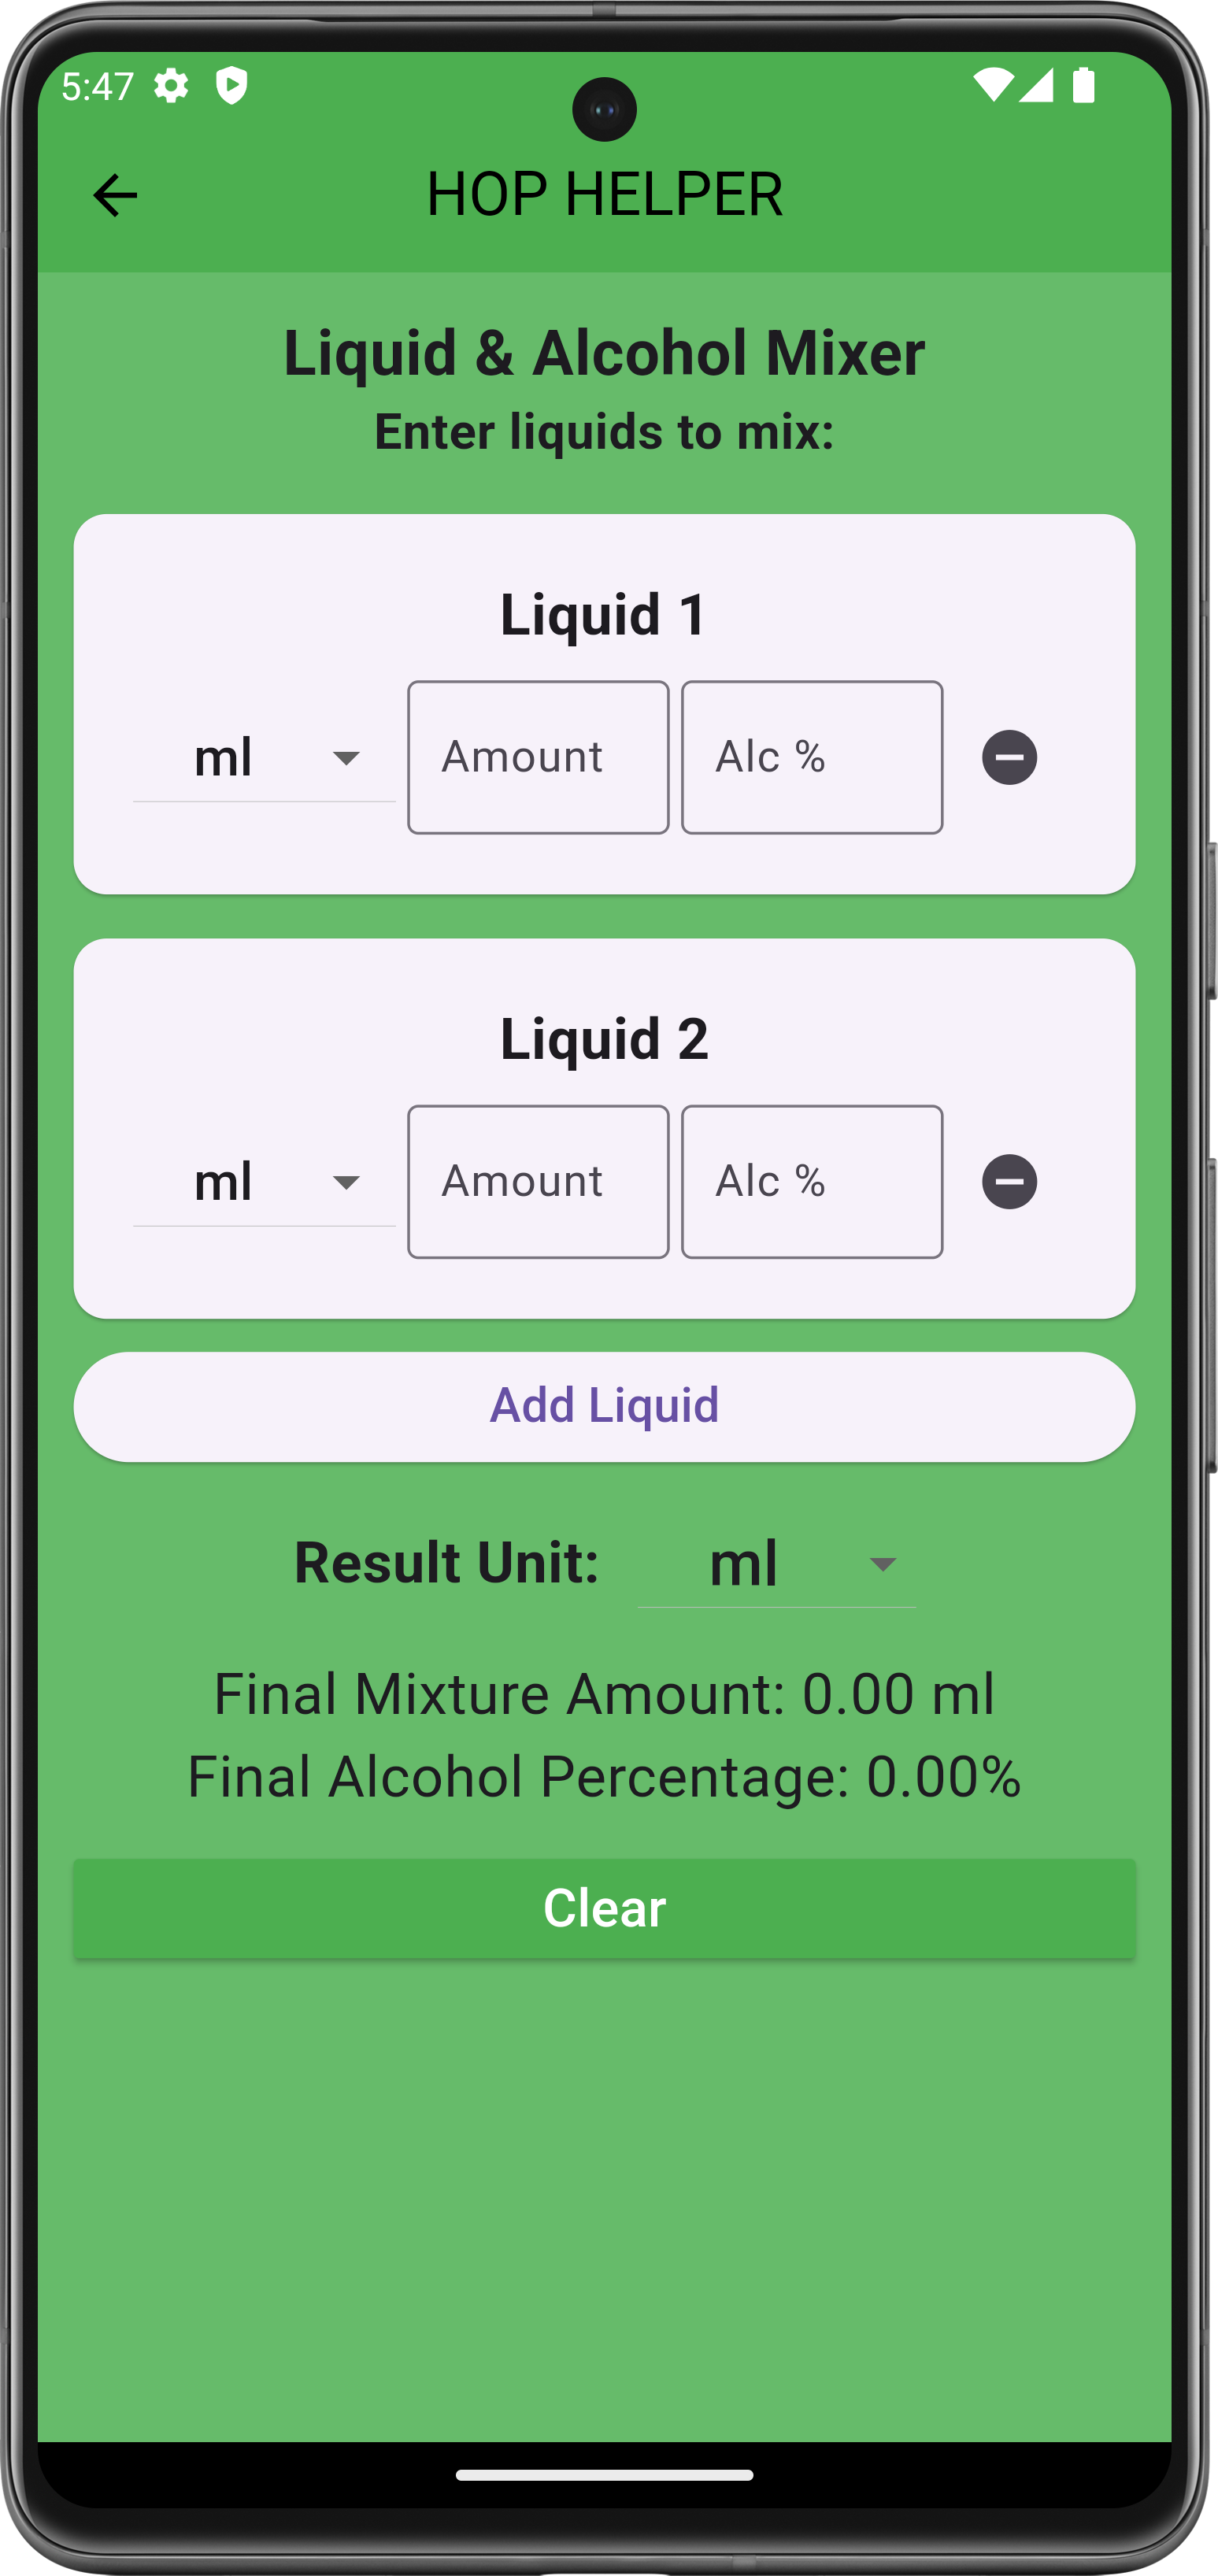 5:47
HOP HELPER
Liquid & Alcohol Mixer
Enter liquids to mix:
Liquid 1
ml Amount Alc %
Liquid 2
ml Amount Alc %
Add Liquid
Result Unit: ml
Final Mixture Amount: 0.00 ml
Final Alcohol Percentage: 0.00%
Clear